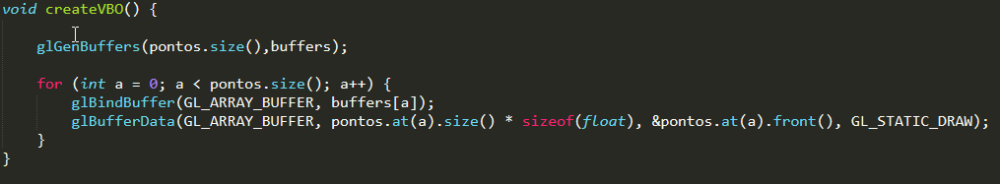 void createVBO() {
glGenBuffers(pontos.size(),buffers);
for (int a = 0; a < pontos.size(); a++) {
glBindBuffer(GL_ARRAY_BUFFER, buffers[a]);
glBufferData(GL_ARRAY_BUFFER, pontos.at(a).size() * sizeof(float), &pontos.at(a).front(), GL_STATIC_DRAW);
}
}